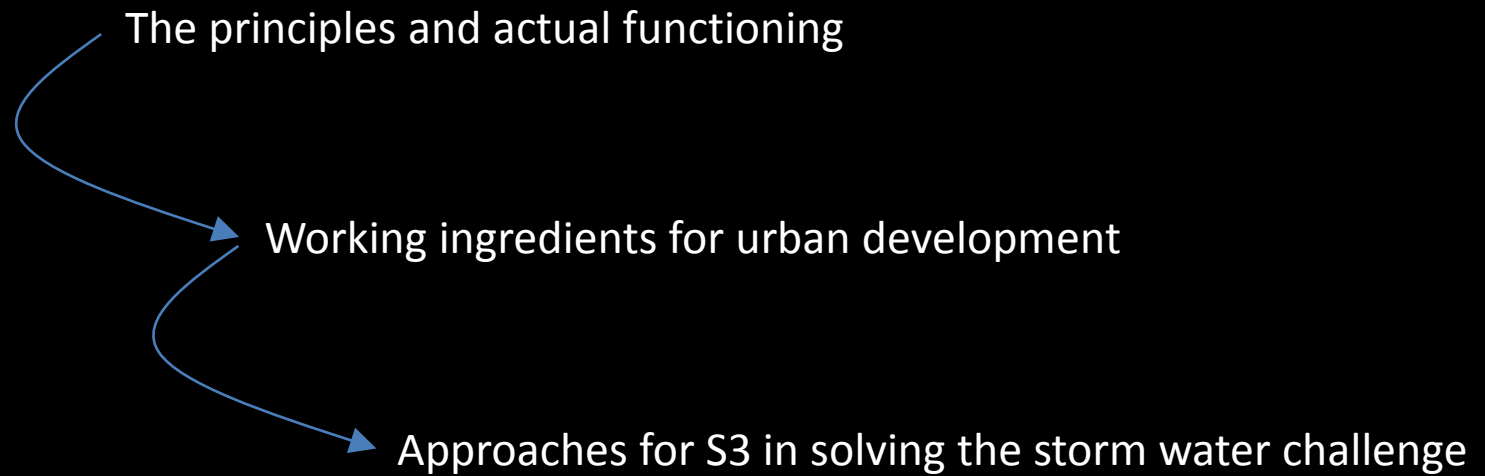 The principles and actual functioning
Working ingredients for urban development
Approaches for S3 in solving the storm water challenge